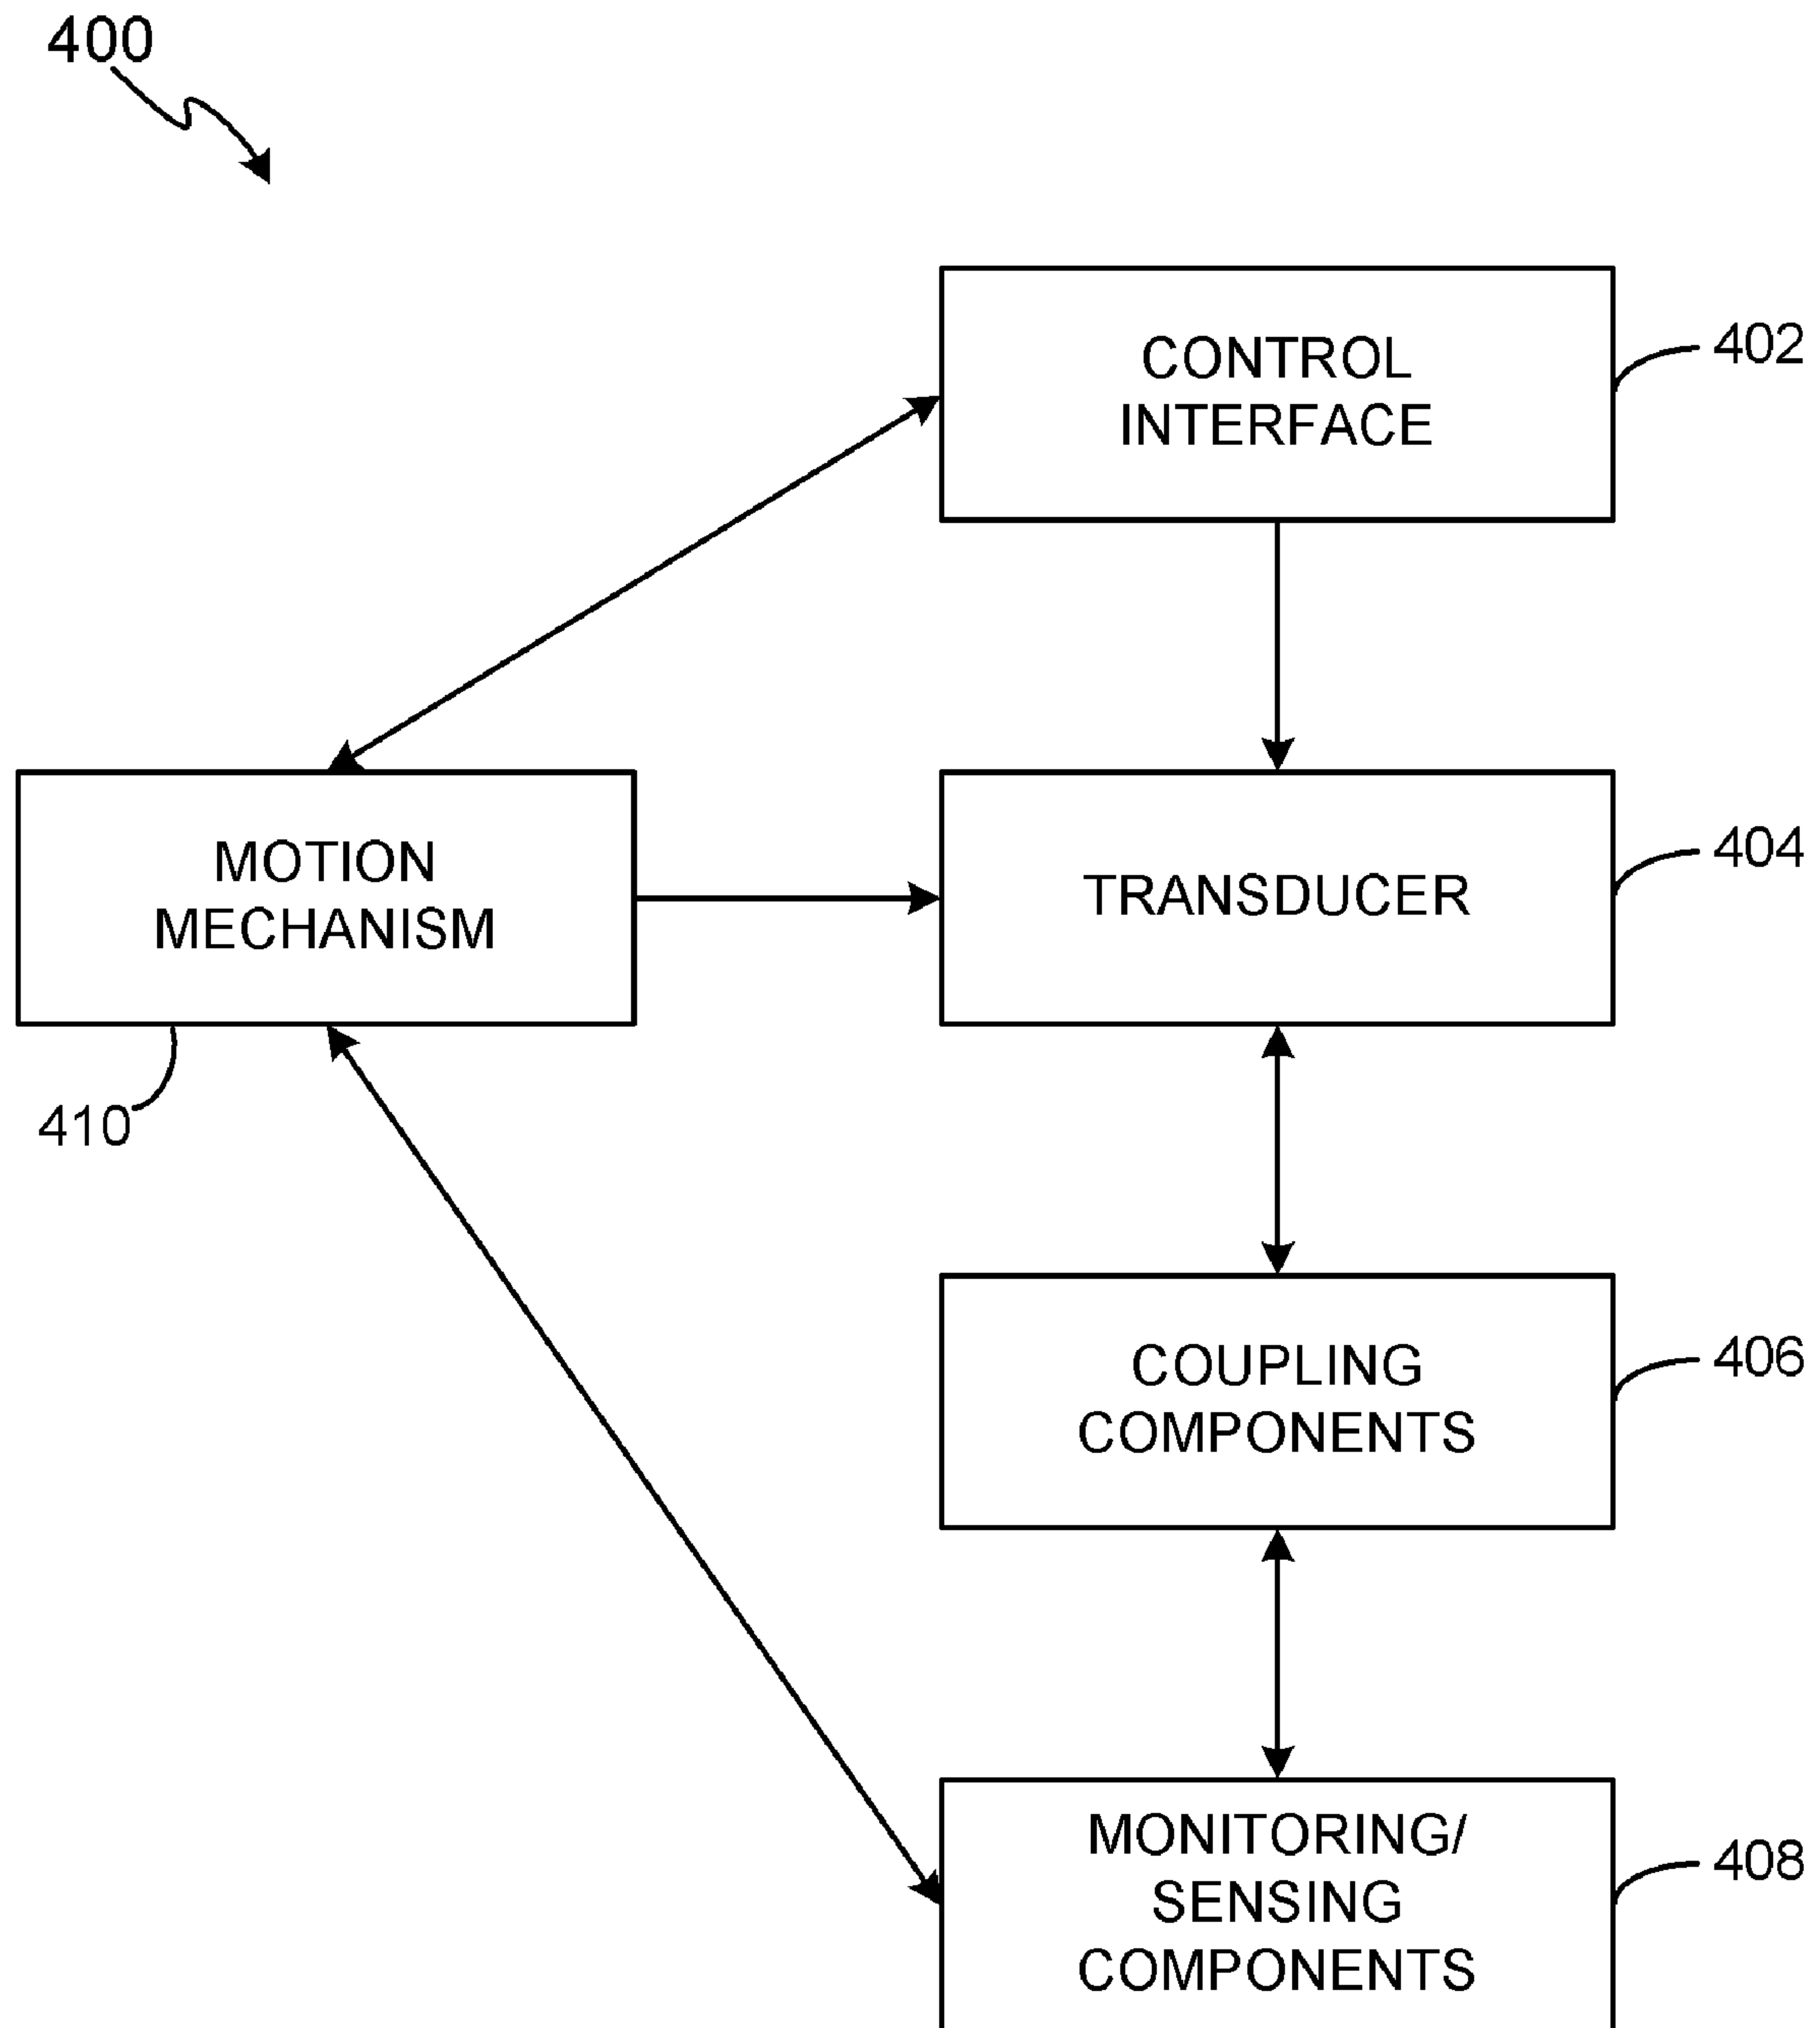 400
CONTROL
INTERFACE
402
MOTION
MECHANISM
410
TRANSDUCER
404
COUPLING
COMPONENTS
406
MONITORING/
SENSING
COMPONENTS
408